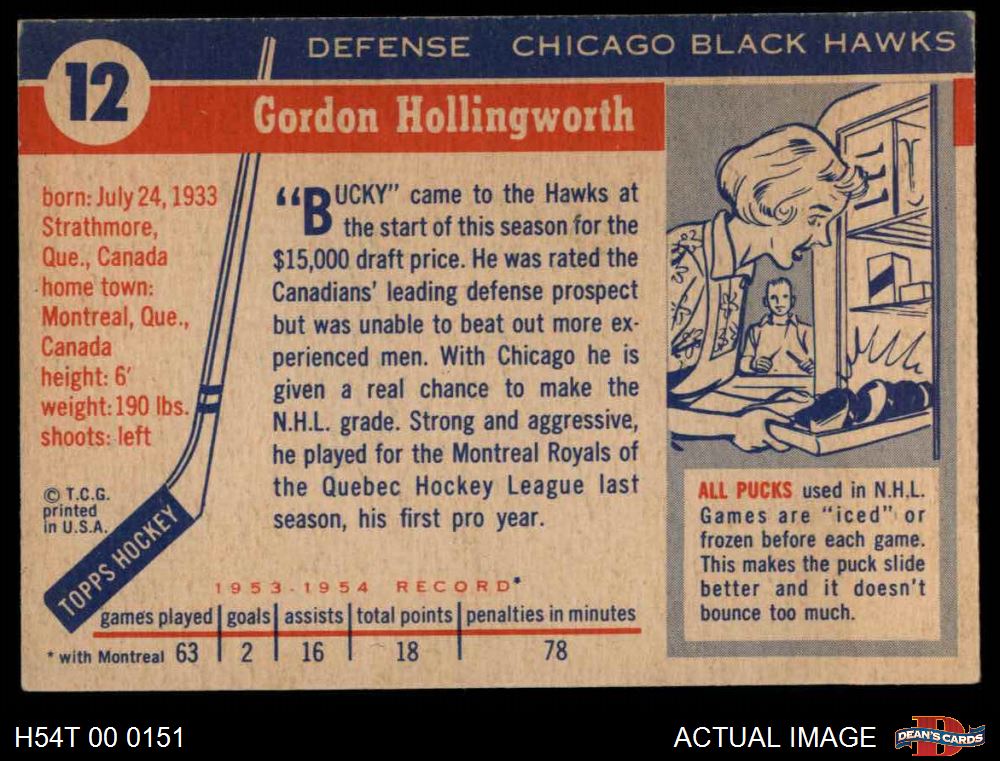 12
DEFENSE CHICAGO BLACK HAWKS
Gordon Hollingworth
born: July 24, 1933
Strathmore,
Que., Canada
home town:
Montreal, Que.,
Canada
height: 6'
weight: 190 lbs.
shoots: left
© T.C.G.
printed
in U.S.A.
TOPPS HOCKEY
"BUCKY" came to the Hawks at
the start of this season for the
$15,000 draft price. He was rated the
Canadians' leading defense prospect
but was unable to beat out more ex-
perienced men. With Chicago he is
given a real chance to make the
N.H.L. grade. Strong and aggressive,
he played for the Montreal Royals of
the Quebec Hockey League last
season, his first pro year.
ALL PUCKS used in N.H.L.
Games are "iced" or
frozen before each game.
This makes the puck slide
better and it doesn't
bounce too much.
1953-1954 RECORD*
games played goals assists total points penalties in minutes
* with Montreal 63 2 16 18 78
H54T 00 0151
ACTUAL IMAGE
D
DEAN'S CARDS